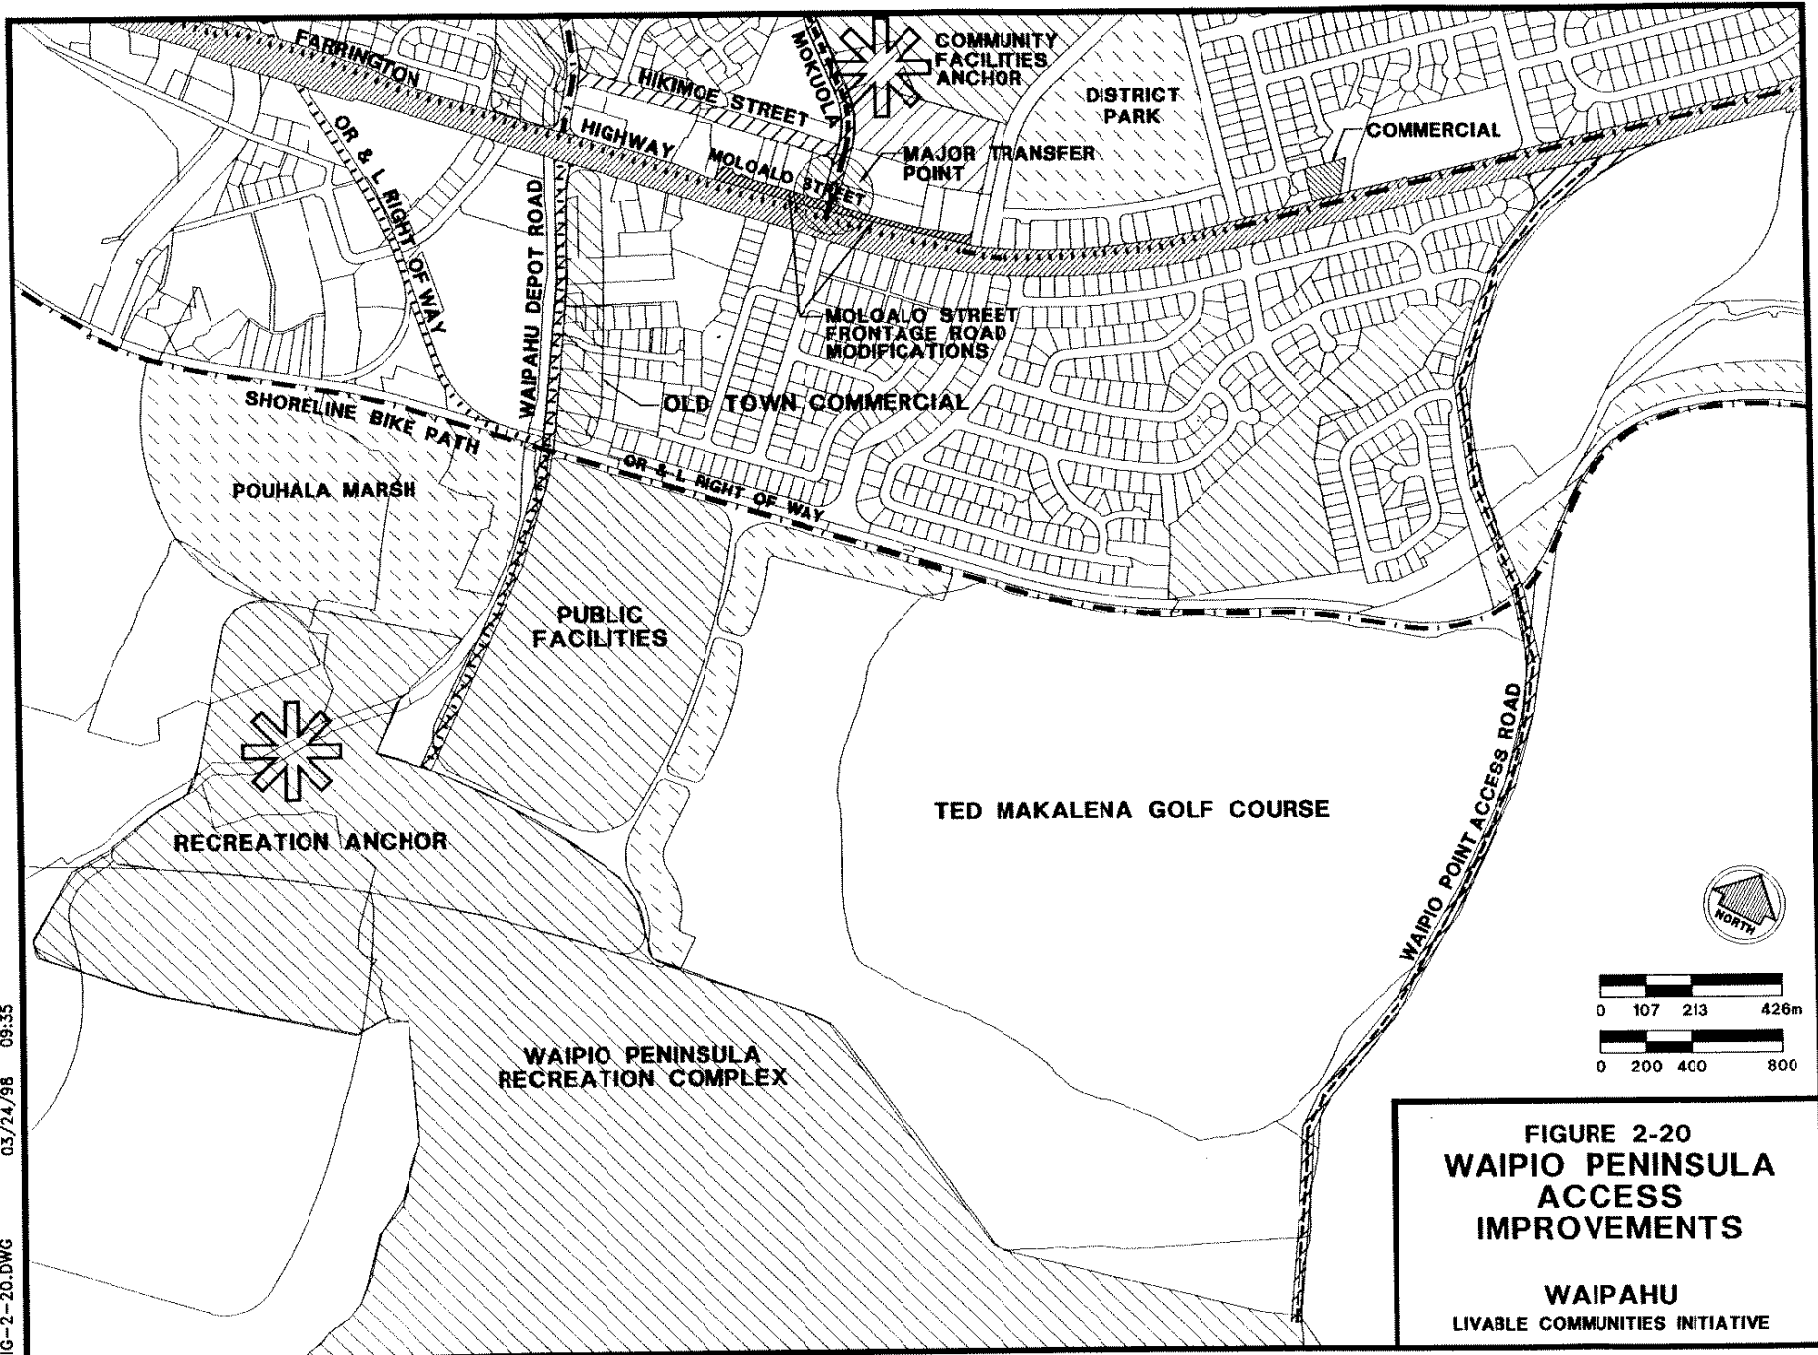 FARRINGTON
HIGHWAY
HIKIMOE STREET
MOKUOLA
COMMUNITY
FACILITIES
ANCHOR
DISTRICT
PARK
COMMERCIAL
MAJOR TRANSFER
POINT
MOLOALO STREET
OR & L RIGHT OF WAY
WAIPAHU DEPOT ROAD
MOLOALO STREET
FRONTAGE ROAD
MODIFICATIONS
OLD TOWN COMMERCIAL
SHORELINE BIKE PATH
OR & L RIGHT OF WAY
POUHALA MARSH
PUBLIC
FACILITIES
RECREATION ANCHOR
TED MAKALENA GOLF COURSE
WAIPIO POINT ACCESS ROAD
WAIPIO PENINSULA
RECREATION COMPLEX
NORTH
0 107 213 426m
0 200 400 800
FIGURE 2-20
WAIPIO PENINSULA
ACCESS
IMPROVEMENTS
WAIPAHU
LIVABLE COMMUNITIES INITIATIVE
IG-2-20.DWG 03/24/98 09:35